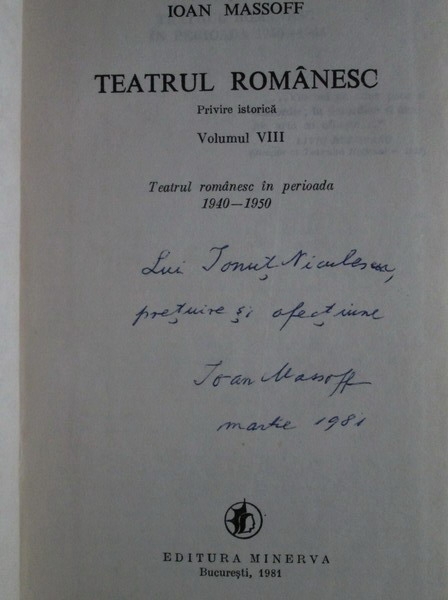 IOAN MASSOFF
TEATRUL ROMÂNESC
Privire istorică
Volumul VIII
Teatrul românesc în perioada
1940—1950
Lui Ionuț Niculescu,
prețuire și afecțiune
Ioan Massoff
martie 1981
EDITURA MINERVA
București, 1981